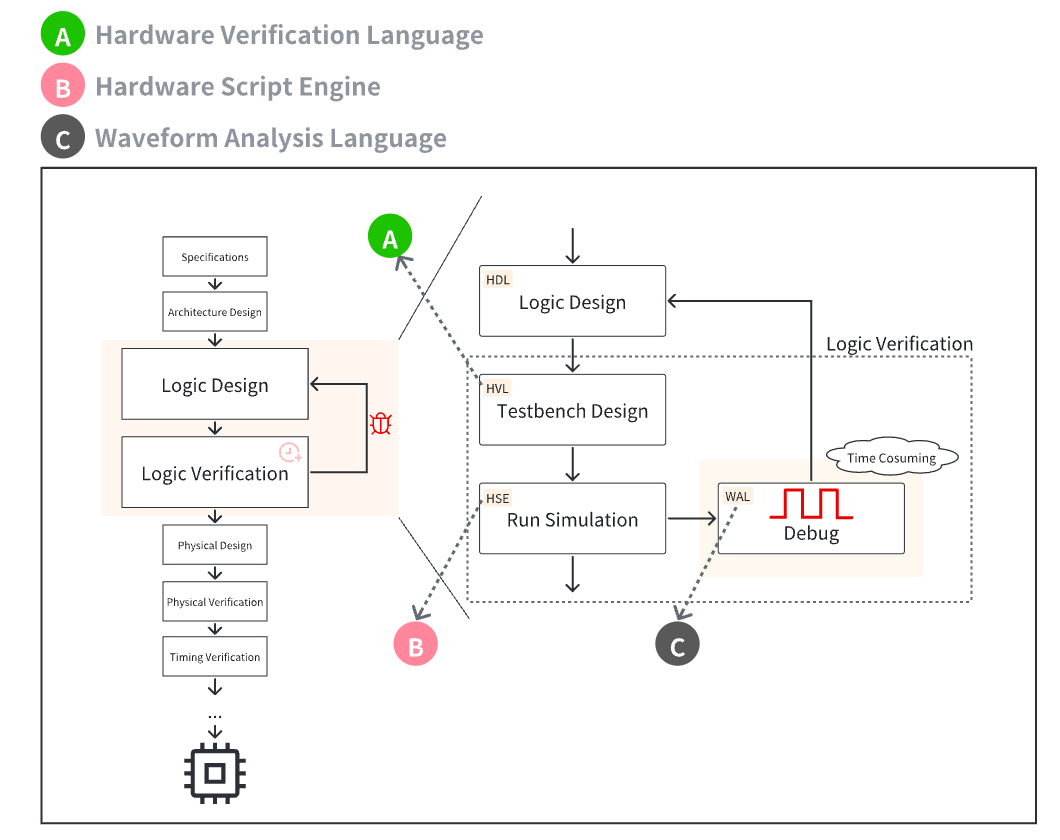 A Hardware Verification Language
B Hardware Script Engine
C Waveform Analysis Language
Specifications
Architecture Design
Logic Design
Logic Verification
Physical Design
Physical Verification
Timing Verification
...
A
HDL
Logic Design
Logic Verification
HVL
Testbench Design
Time Cosuming
HSE
Run Simulation
WAL
Debug
B
C